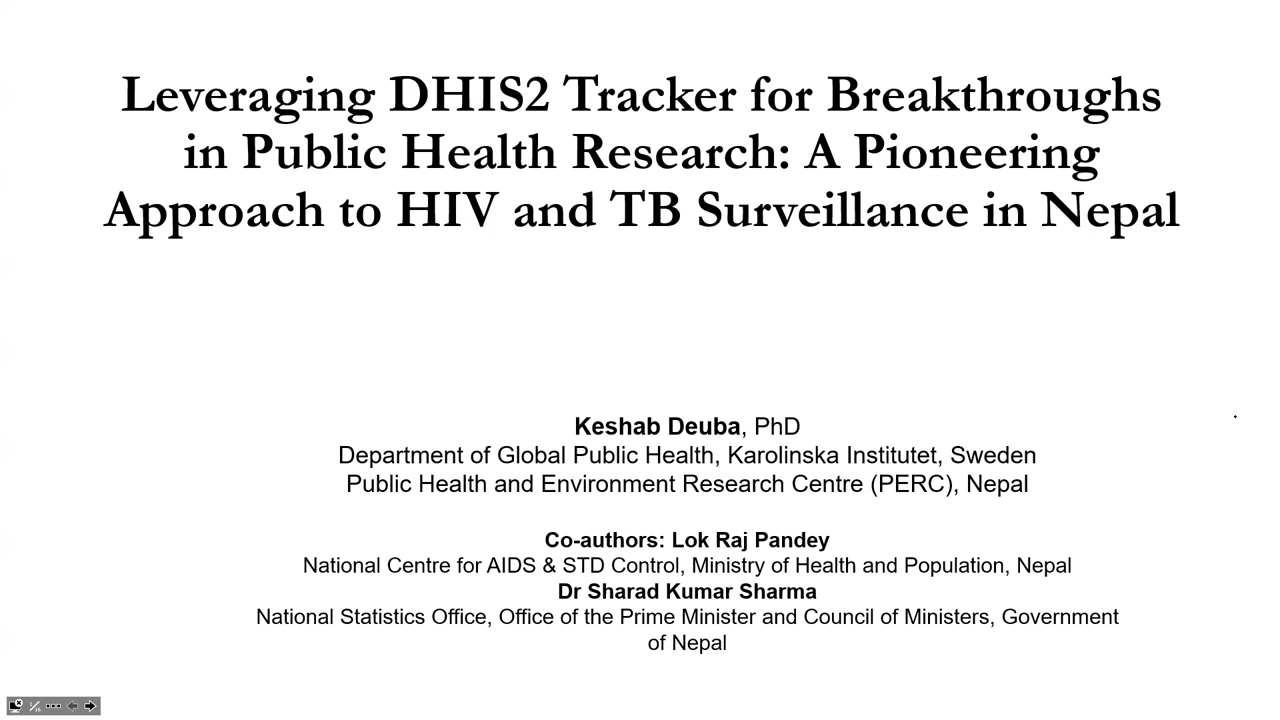 Leveraging DHIS2 Tracker for Breakthroughs
in Public Health Research: A Pioneering
Approach to HIV and TB Surveillance in Nepal
Keshab Deuba, PhD
Department of Global Public Health, Karolinska Institutet, Sweden
Public Health and Environment Research Centre (PERC), Nepal
Co-authors: Lok Raj Pandey
National Centre for AIDS & STD Control, Ministry of Health and Population, Nepal
Dr Sharad Kumar Sharma
National Statistics Office, Office of the Prime Minister and Council of Ministers, Government
of Nepal